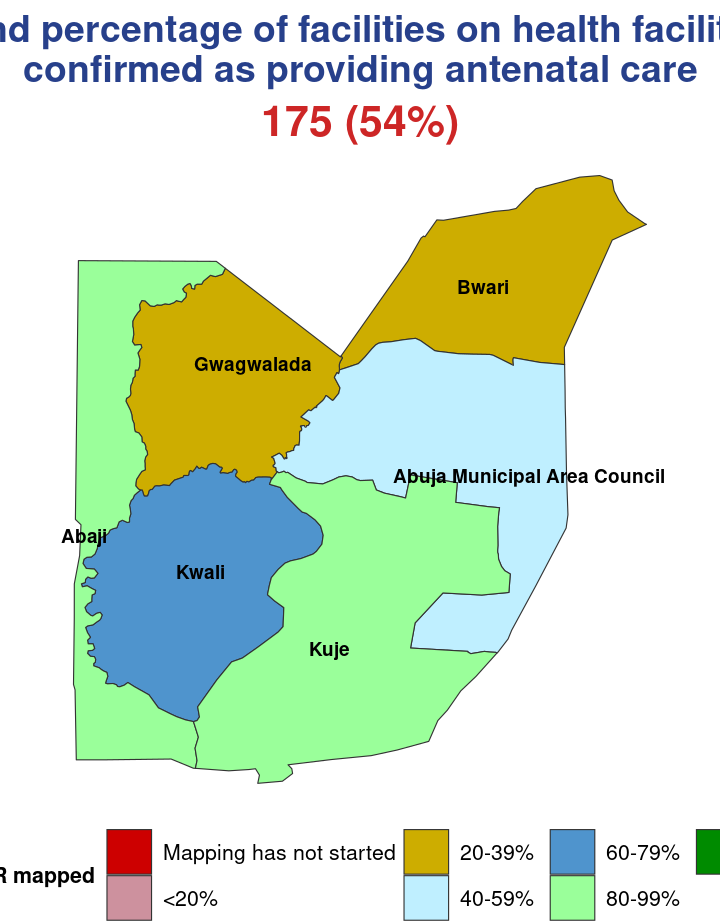 nd percentage of facilities on health facilit
confirmed as providing antenatal care
175 (54%)
Bwari
Gwagwalada
Abuja Municipal Area Council
Abaji
Kwali
Kuje
R mapped
Mapping has not started
20-39%
60-79%
<20%
40-59%
80-99%